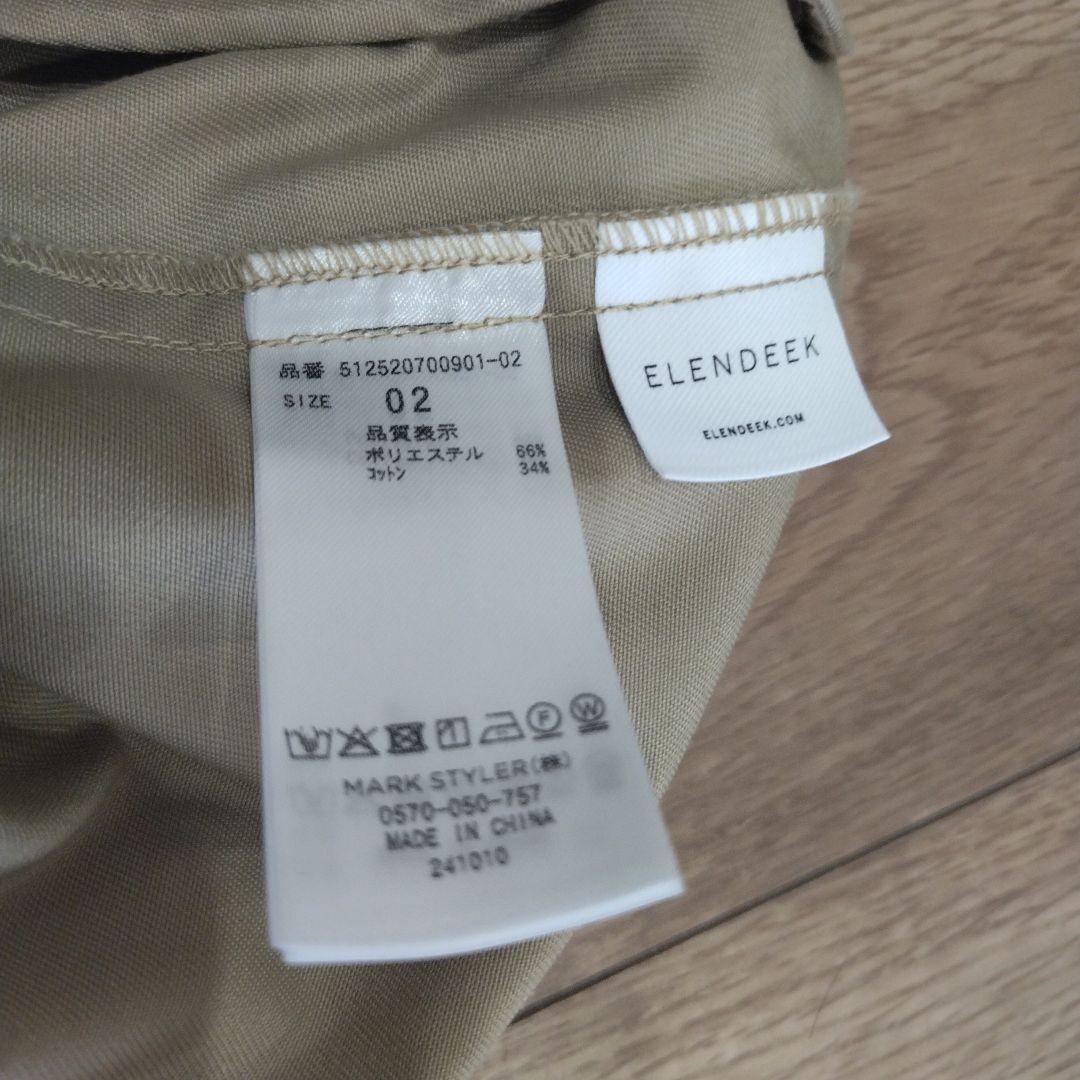 品番 512520700901-02
SIZE 02
品質表示
ポリエステル 66%
コットン 34%
F W
MARK STYLER(株)
0570-050-757
MADE IN CHINA
241010
ELENDEEK
ELENDEEK.COM